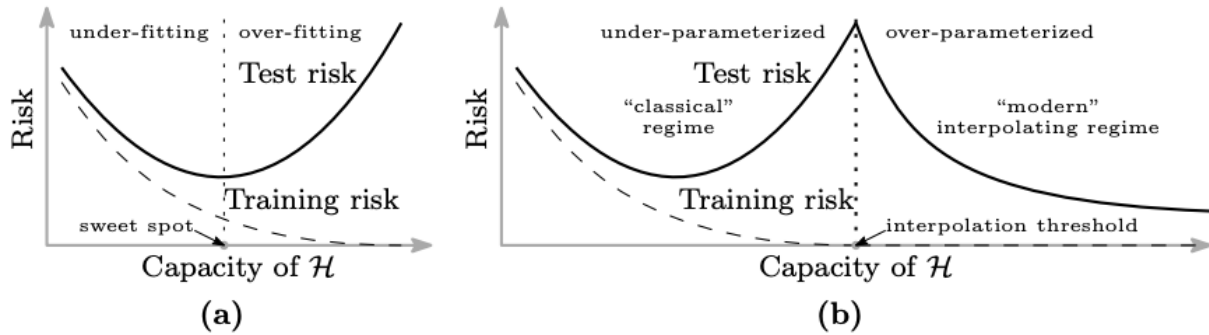 under-fitting
over-fitting
Test risk
Risk
Training risk
sweet spot
Capacity of ℋ
(a)
under-parameterized
over-parameterized
Test risk
“classical”
regime
“modern”
interpolating regime
Risk
Training risk
interpolation threshold
Capacity of ℋ
(b)